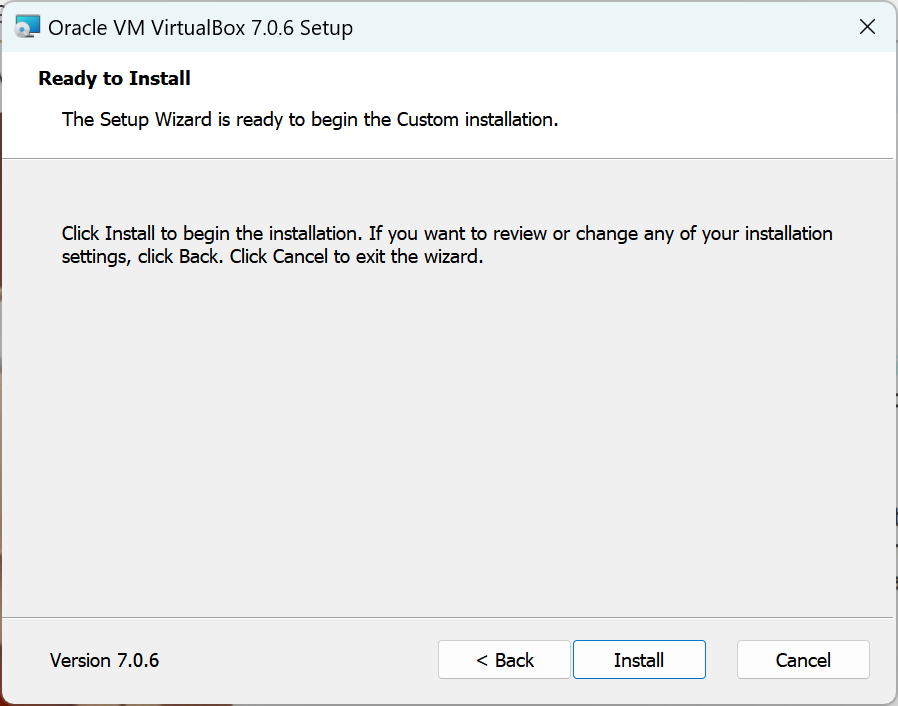 Oracle VM VirtualBox 7.0.6 Setup
Ready to Install
The Setup Wizard is ready to begin the Custom installation.
Click Install to begin the installation. If you want to review or change any of your installation
settings, click Back. Click Cancel to exit the wizard.
Version 7.0.6
< Back
Install
Cancel